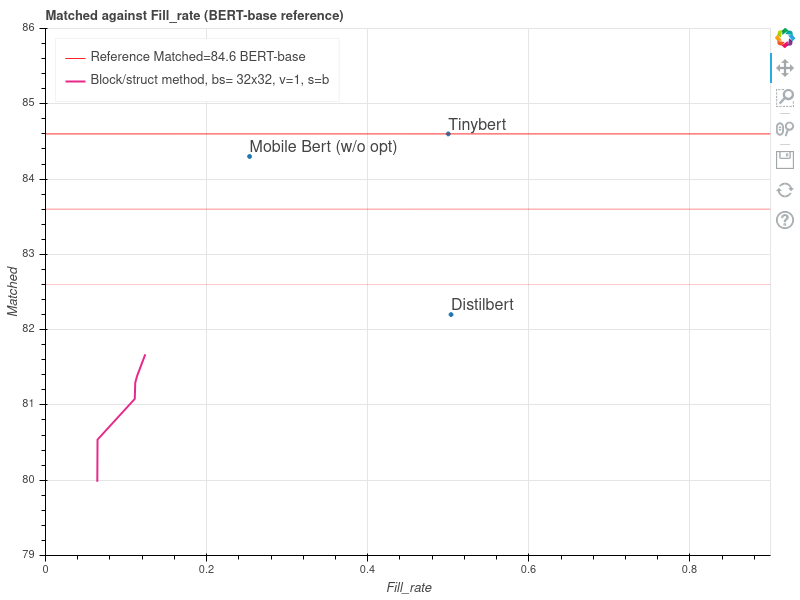 Matched against Fill_rate (BERT-base reference)
86
Reference Matched=84.6 BERT-base
Block/struct method, bs= 32x32, v=1, s=b
85
Tinybert
Mobile Bert (w/o opt)
84
83
Distilbert
82
81
80
79
Matched
0
0.2
0.4
0.6
0.8
Fill_rate